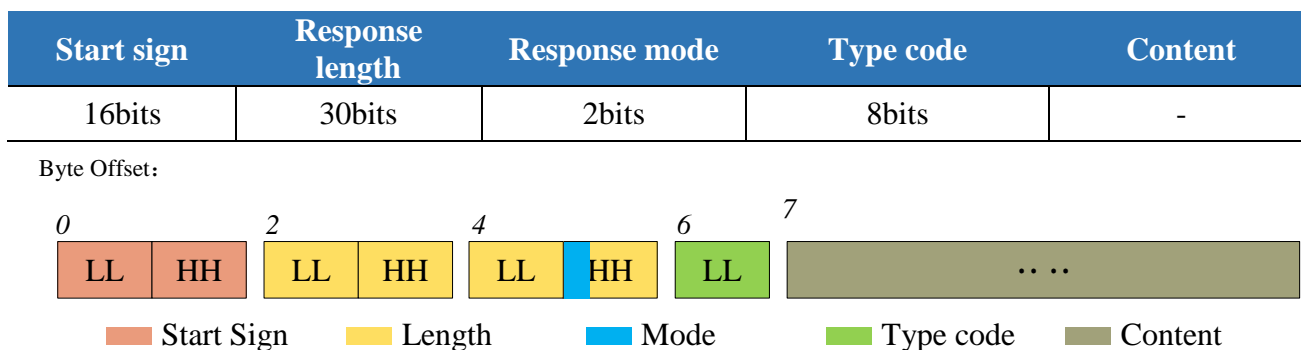 Start sign Response length Response mode Type code Content
16bits 30bits 2bits 8bits -
Byte Offset：
0 2 4 6 7
LL HH LL HH LL HH LL ....
Start Sign Length Mode Type code Content